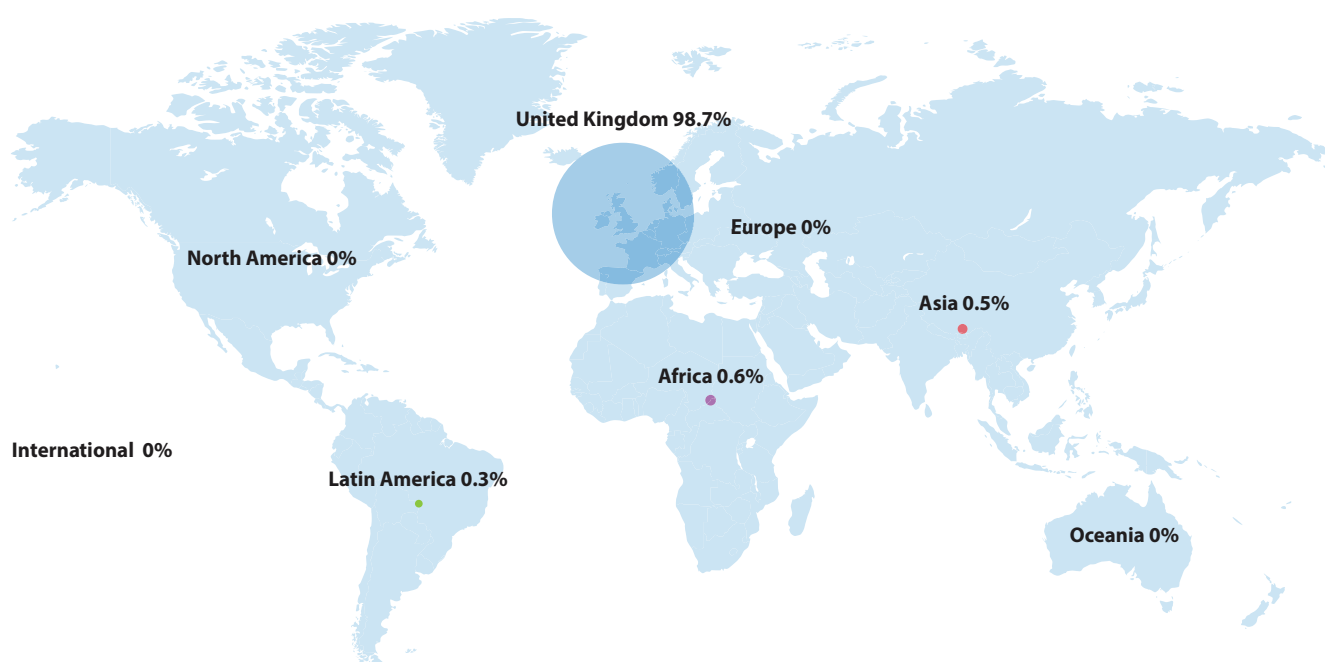 United Kingdom 98.7%
Europe 0%
North America 0%
Asia 0.5%
Africa 0.6%
International 0%
Latin America 0.3%
Oceania 0%